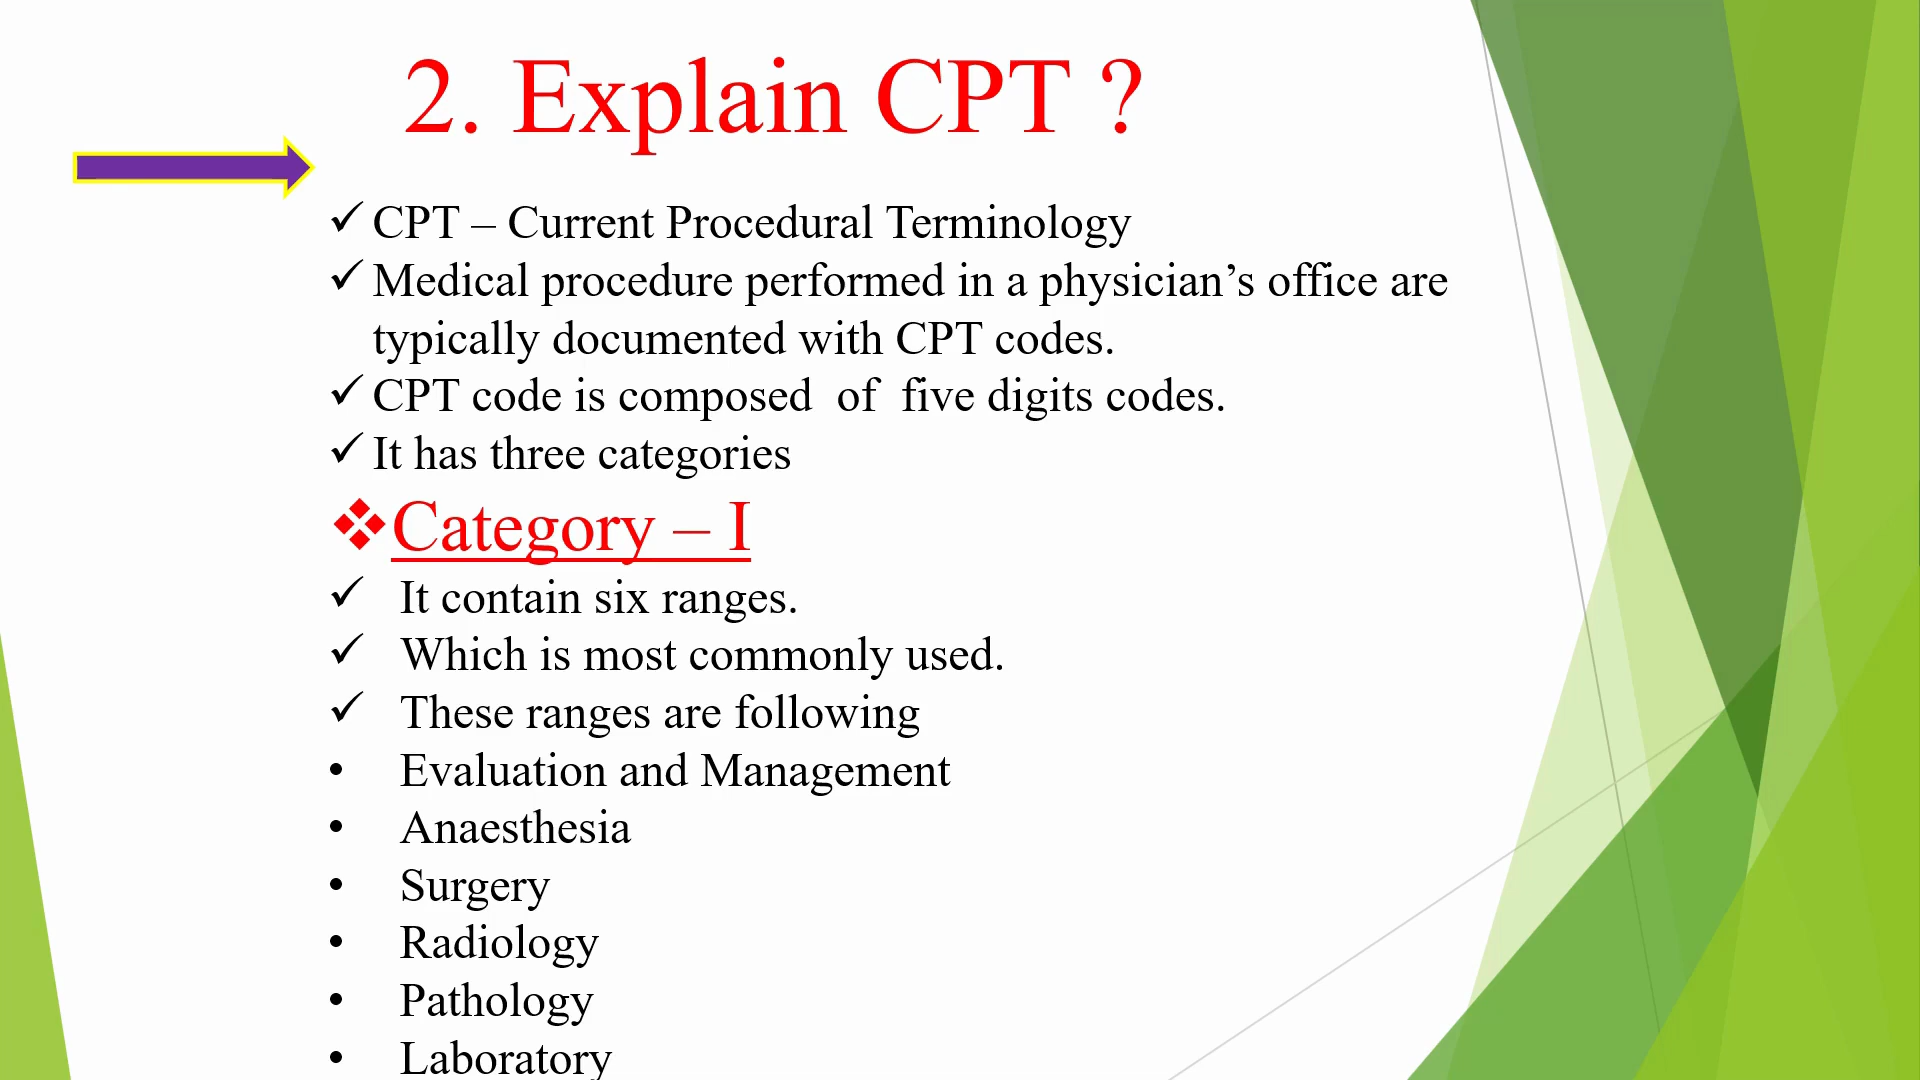 2. Explain CPT ?
✓ CPT – Current Procedural Terminology
✓ Medical procedure performed in a physician’s office are
typically documented with CPT codes.
✓ CPT code is composed  of  five digits codes.
✓ It has three categories
❖Category – I
✓ It contain six ranges.
✓ Which is most commonly used.
✓ These ranges are following
• Evaluation and Management
• Anaesthesia
• Surgery
• Radiology
• Pathology
• Laboratory